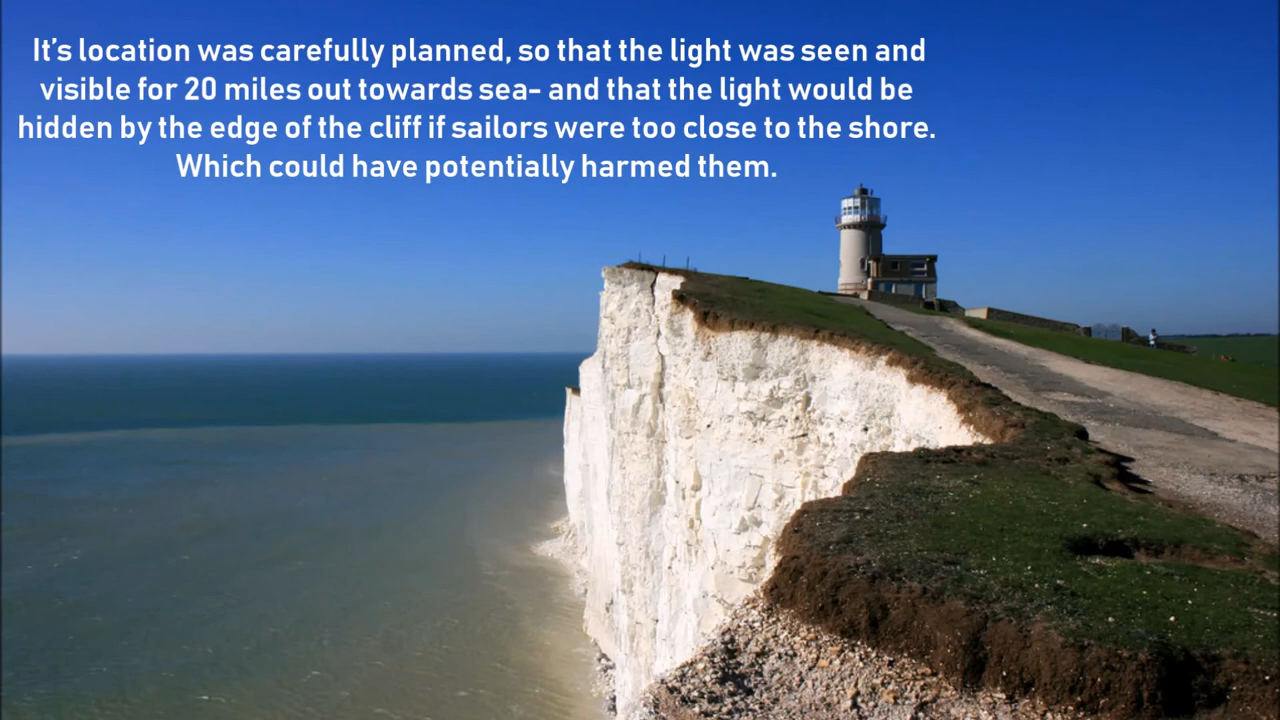 It's location was carefully planned, so that the light was seen and
visible for 20 miles out towards sea- and that the light would be
hidden by the edge of the cliff if sailors were too close to the shore.
Which could have potentially harmed them.